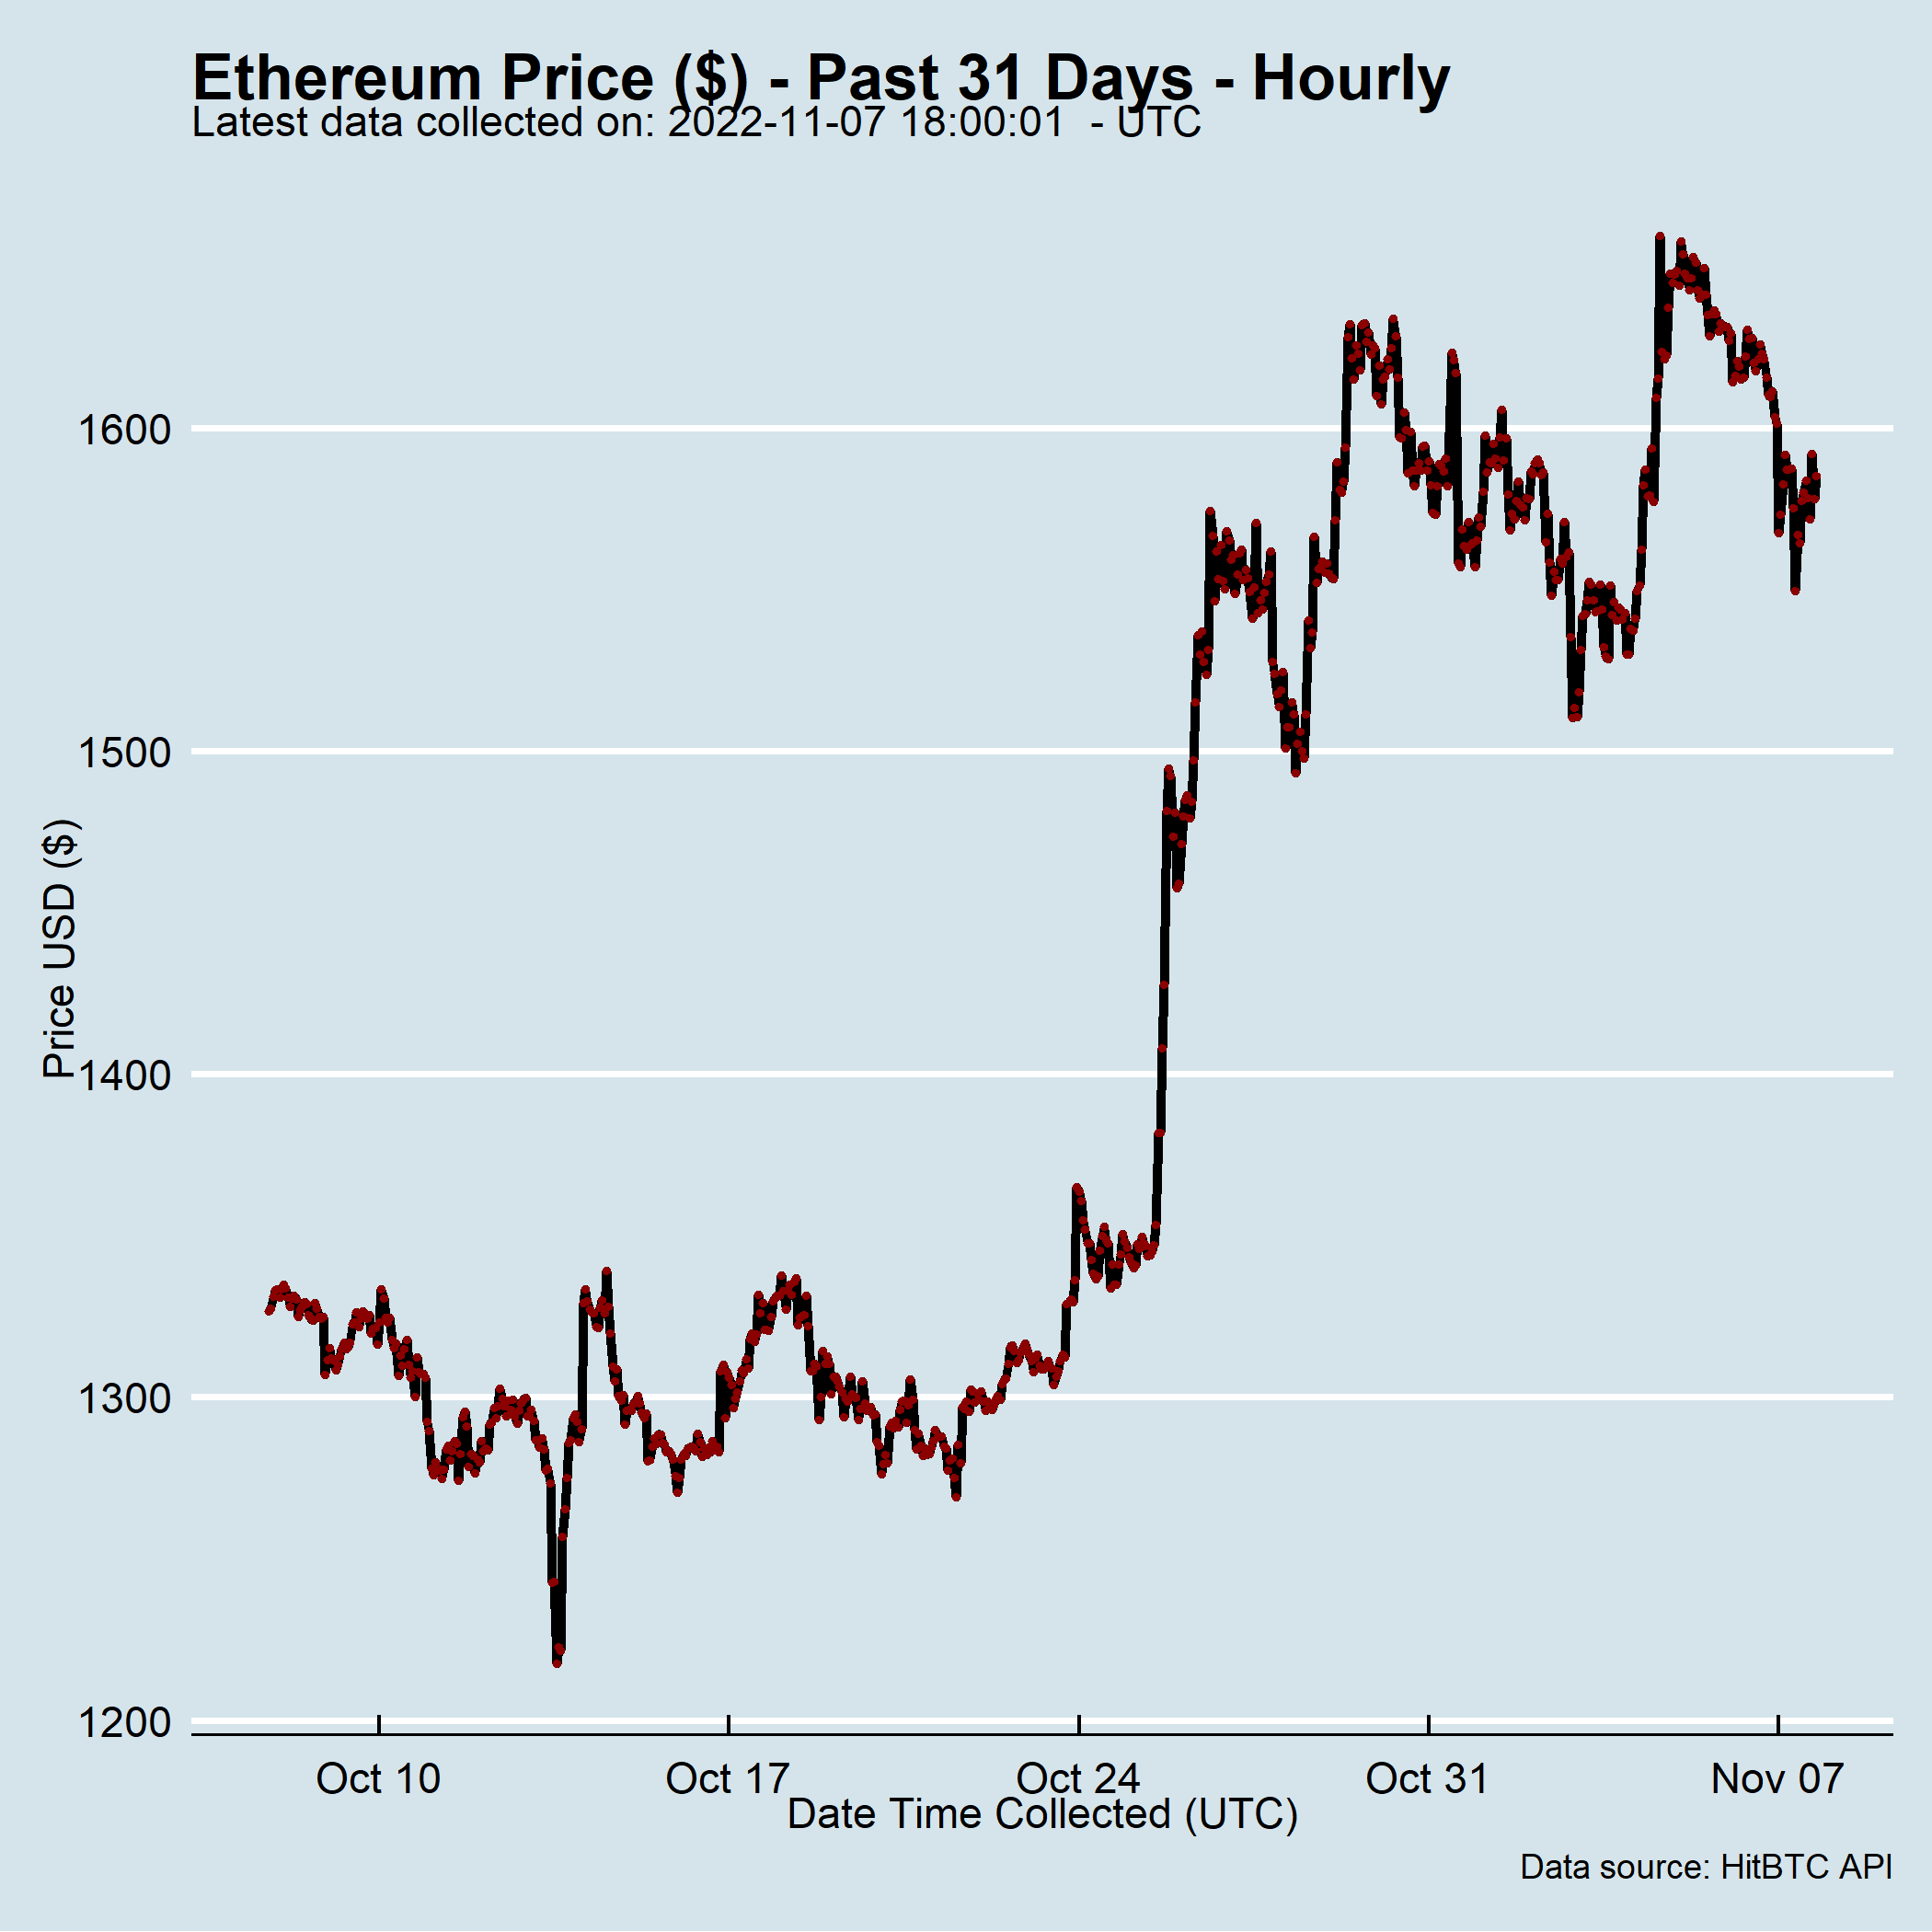 Ethereum Price ($) - Past 31 Days - Hourly
Latest data collected on: 2022-11-07 18:00:01  - UTC
1600
1500
1400
1300
1200
Price USD ($)
Oct 10 Oct 17 Oct 24 Oct 31 Nov 07
Date Time Collected (UTC)
Data source: HitBTC API